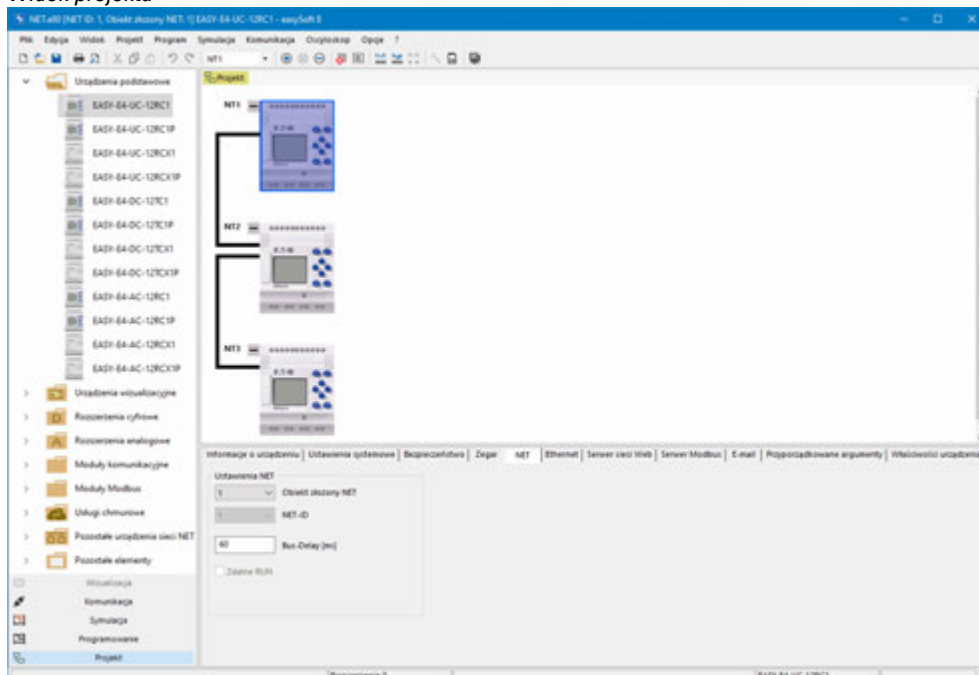 Widok projektu
NET.e80 [NET ID: 1, Obiekt złożony NET: 1] EASY-E4-UC-12RC1 - easySoft 8
Plik Edycja Widok Projekt Program Symulacja Komunikacja Oscyloskop Opcje ?
NT1
Urządzenia podstawowe
EASY-E4-UC-12RC1
EASY-E4-UC-12RC1P
EASY-E4-UC-12RCX1
EASY-E4-UC-12RCX1P
EASY-E4-DC-12TC1
EASY-E4-DC-12TC1P
EASY-E4-DC-12TCX1
EASY-E4-DC-12TCX1P
EASY-E4-AC-12RC1
EASY-E4-AC-12RC1P
EASY-E4-AC-12RCX1
EASY-E4-AC-12RCX1P
Urządzenia wizualizacyjne
Rozszerzenia cyfrowe
Rozszerzenia analogowe
Moduły komunikacyjne
Moduły Modbus
Usługi chmurowe
Pozostałe urządzenia sieci NET
Pozostałe elementy
Wizualizacja
Komunikacja
Symulacja
Programowanie
Projekt
Projekt
NT1
NT2
NT3
Informacje o urządzeniu Ustawienia systemowe Bezpieczeństwo Zegar NET Ethernet Serwer sieci Web Serwer Modbus E-mail Przyporządkowane argumenty Właściwości urządzenia
Ustawienia NET
1 Obiekt złożony NET
1 NET-ID
60 Bus-Delay [ms]
Zdalne RUN